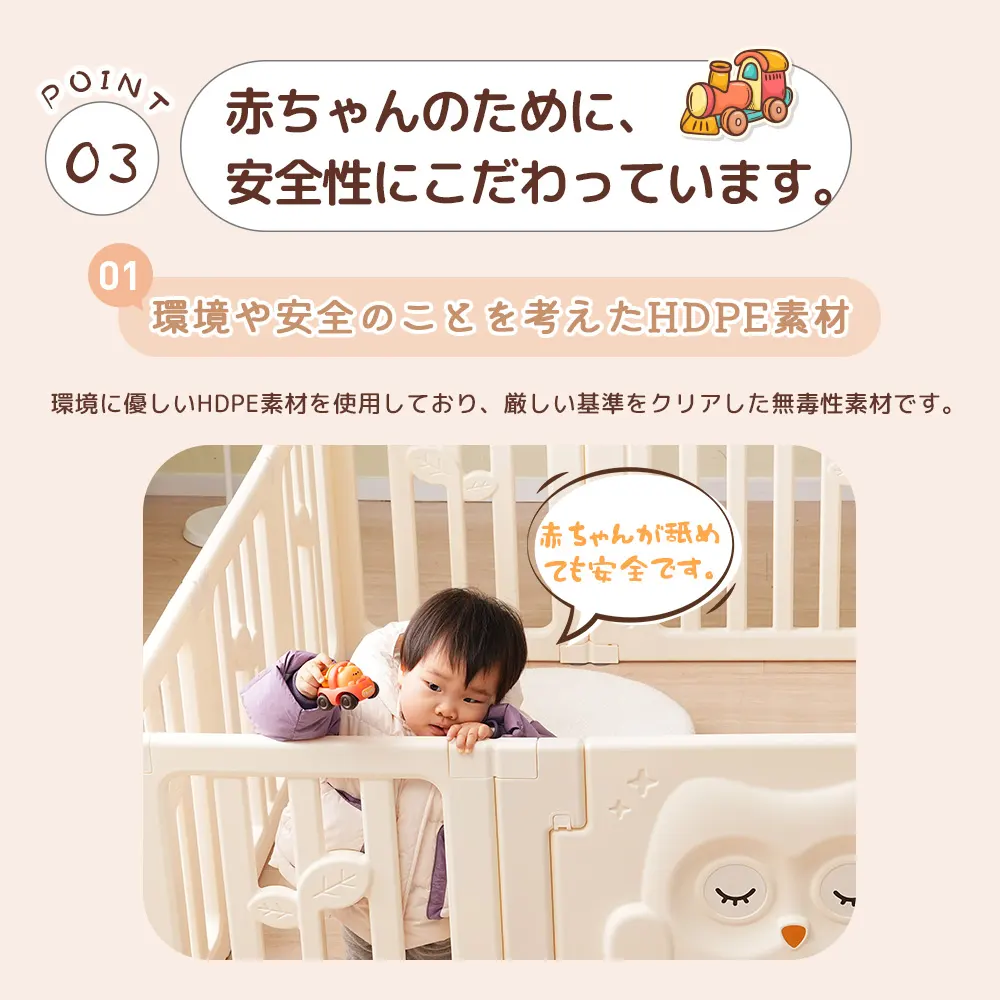 POINT
03
赤ちゃんのために、
安全性にこだわっています。
01
環境や安全のことを考えたHDPE素材
環境に優しいHDPE素材を使用しており、厳しい基準をクリアした無毒性素材です。
赤ちゃんが舐め
ても安全です。